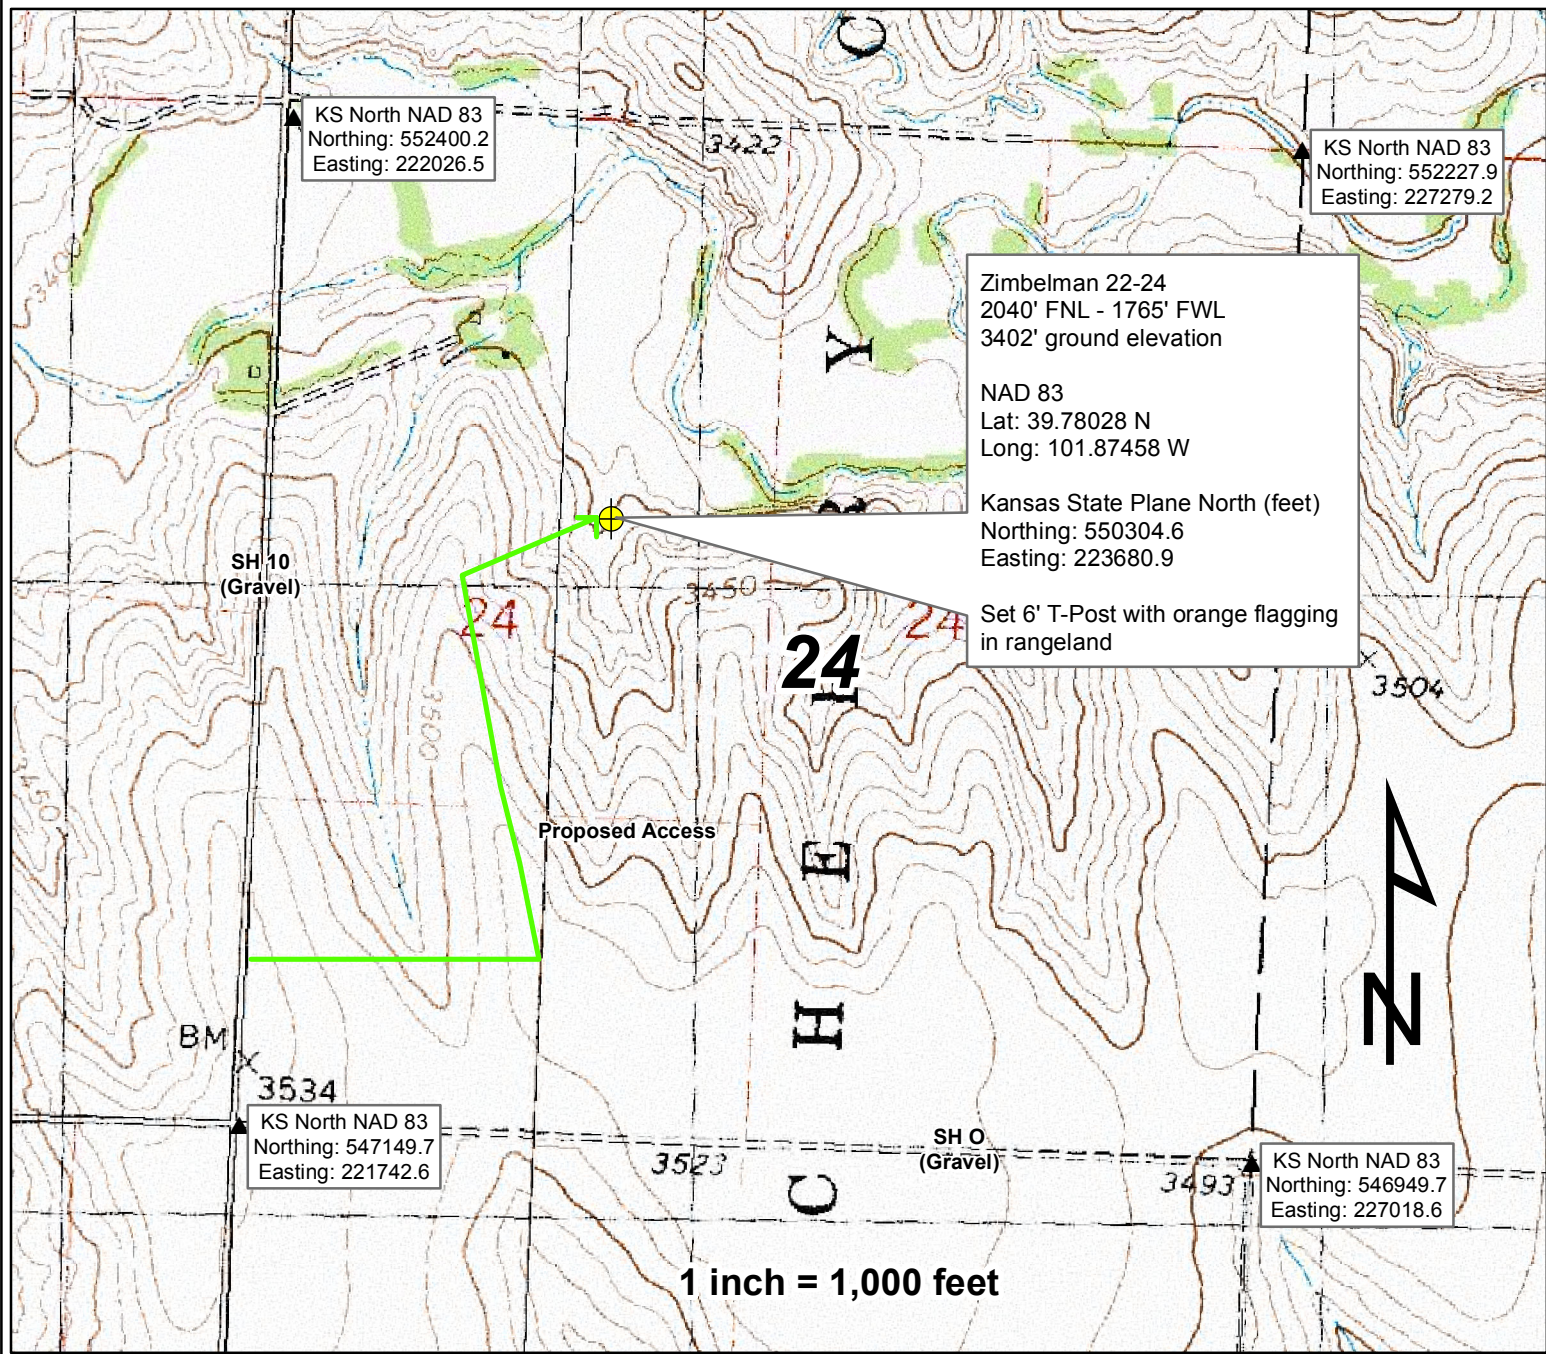 C
KS North NAD 83
Northing: 552400.2
Easting: 222026.5
3422
KS North NAD 83
Northing: 552227.9
Easting: 227279.2
3440
Zimbelman 22-24
2040' FNL - 1765' FWL
3402' ground elevation
NAD 83
Lat: 39.78028 N
Long: 101.87458 W
Kansas State Plane North (feet)
Northing: 550304.6
Easting: 223680.9
Set 6' T-Post with orange flagging
in rangeland
Y
SH 10
(Gravel)
3450
24
24
24
I
3504
3500
3450
Proposed Access
E
H
N
BM
3534
KS North NAD 83
Northing: 547149.7
Easting: 221742.6
SH O
(Gravel)
3523
3493
KS North NAD 83
Northing: 546949.7
Easting: 227018.6
C
1 inch = 1,000 feet